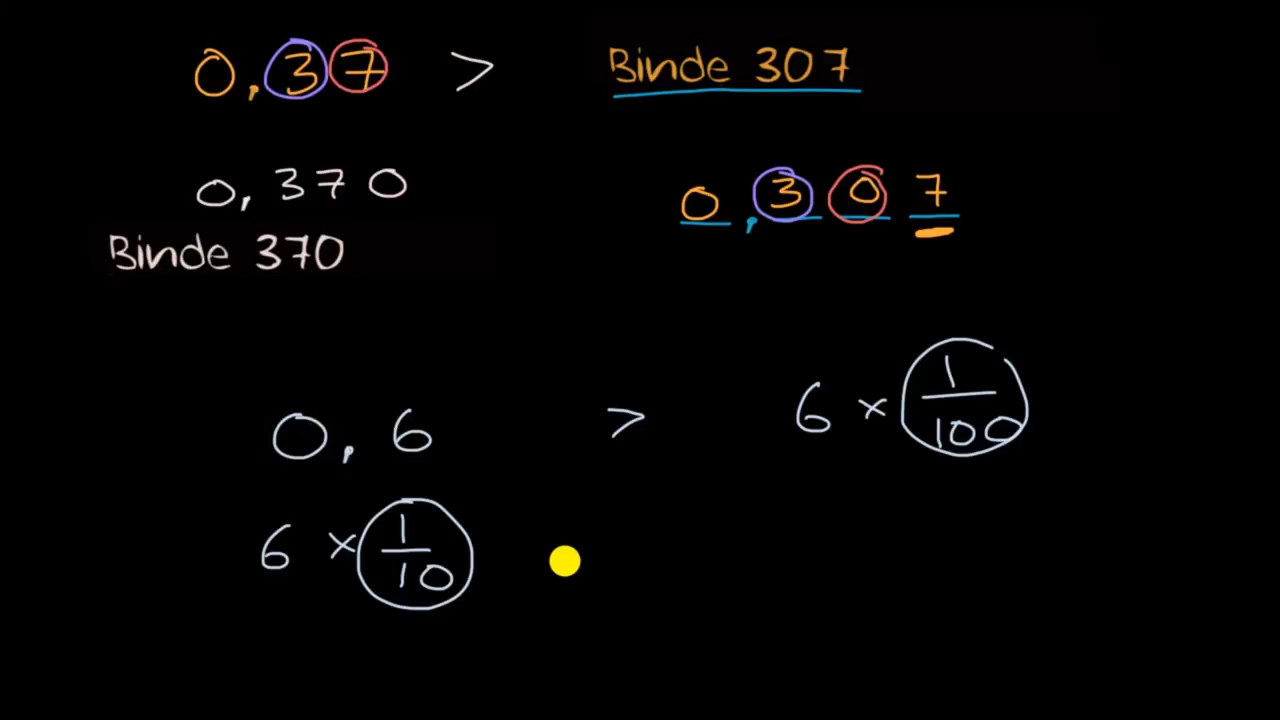 0,37 > Binde 307
0,370
0,307
Binde 370
0,6 > 6 × 1/100
6 × 1/10